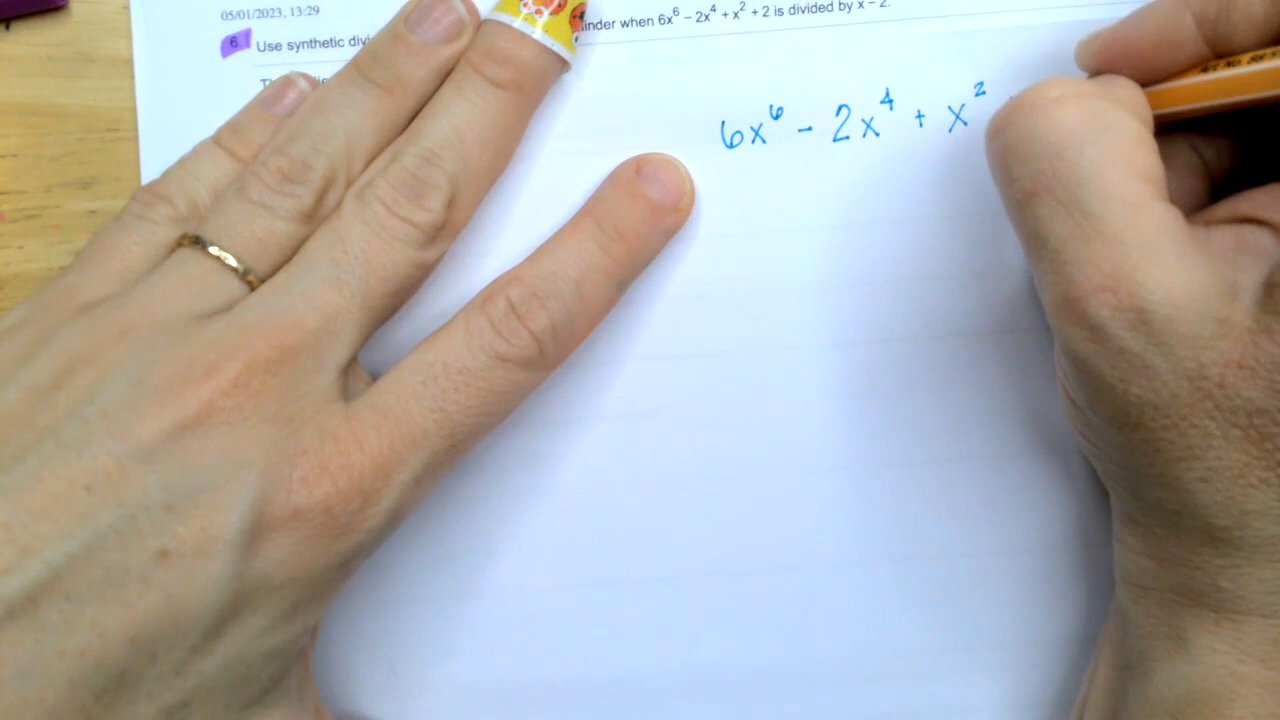 05/01/2023, 13:29
6. Use synthetic inder when 6x⁶ − 2x⁴ + x² + 2 is divided by x − 2.
6x⁶ - 2x⁴ + x²